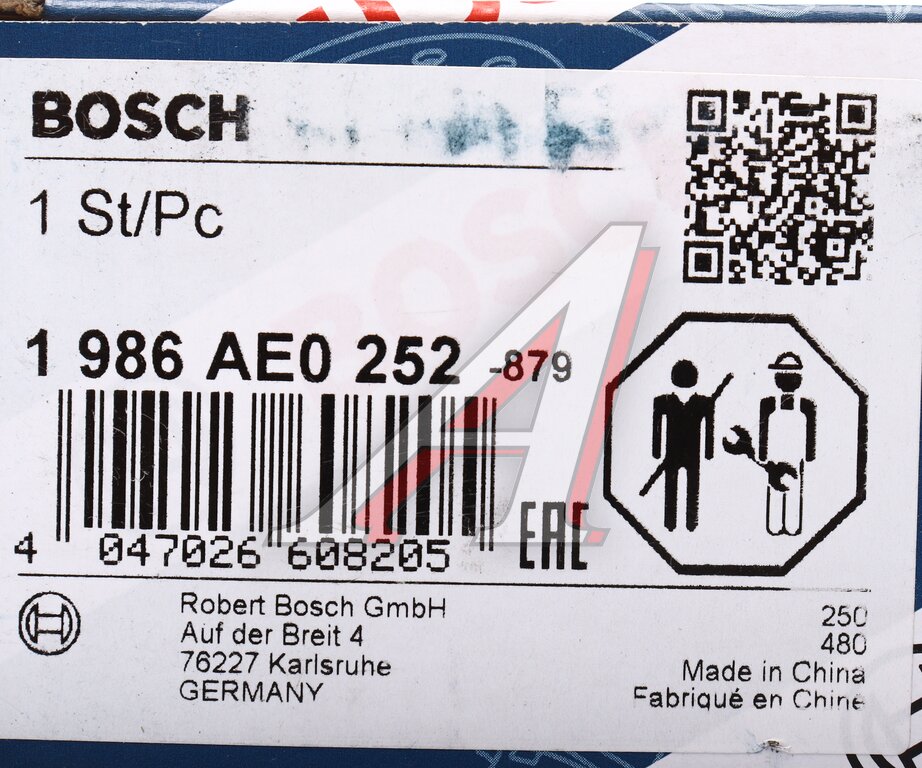 BOSCH
1 St/Pc
1 986 AE0 252 -879
4 047026 608205
EAC
Robert Bosch GmbH
Auf der Breit 4
76227 Karlsruhe
GERMANY
250
480
Made in China
Fabriqué en Chine